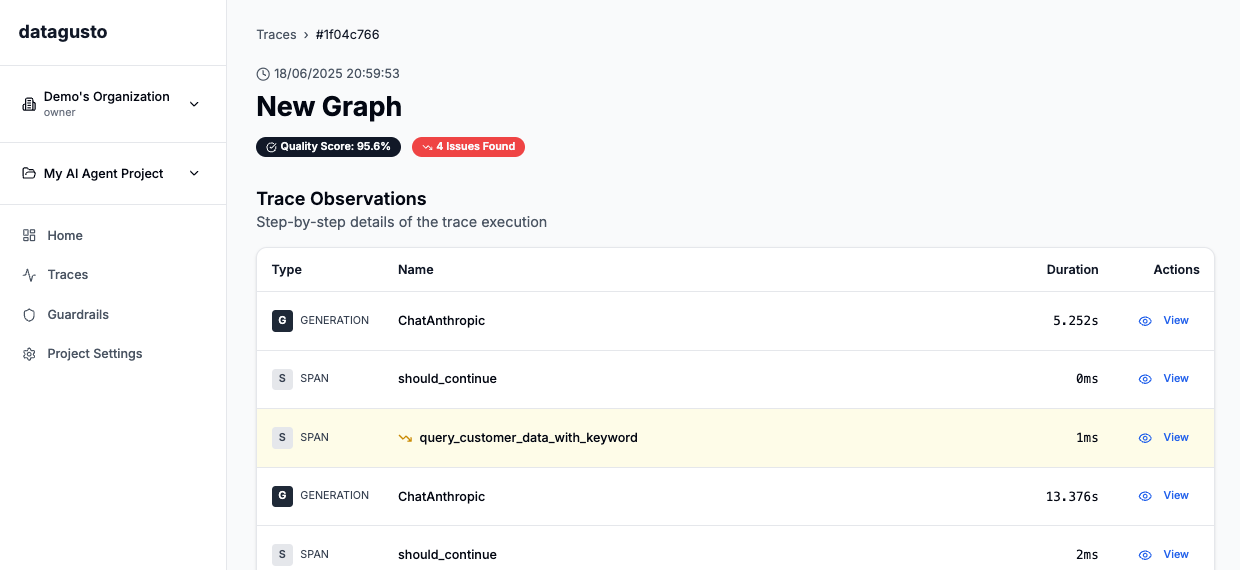 datagusto
Demo's Organization
owner
My AI Agent Project
Home
Traces
Guardrails
Project Settings
Traces › #1f04c766
18/06/2025 20:59:53
New Graph
Quality Score: 95.6% 4 Issues Found
Trace Observations
Step-by-step details of the trace execution
Type Name Duration Actions
G GENERATION ChatAnthropic 5.252s View
S SPAN should_continue 0ms View
S SPAN query_customer_data_with_keyword 1ms View
G GENERATION ChatAnthropic 13.376s View
S SPAN should_continue 2ms View